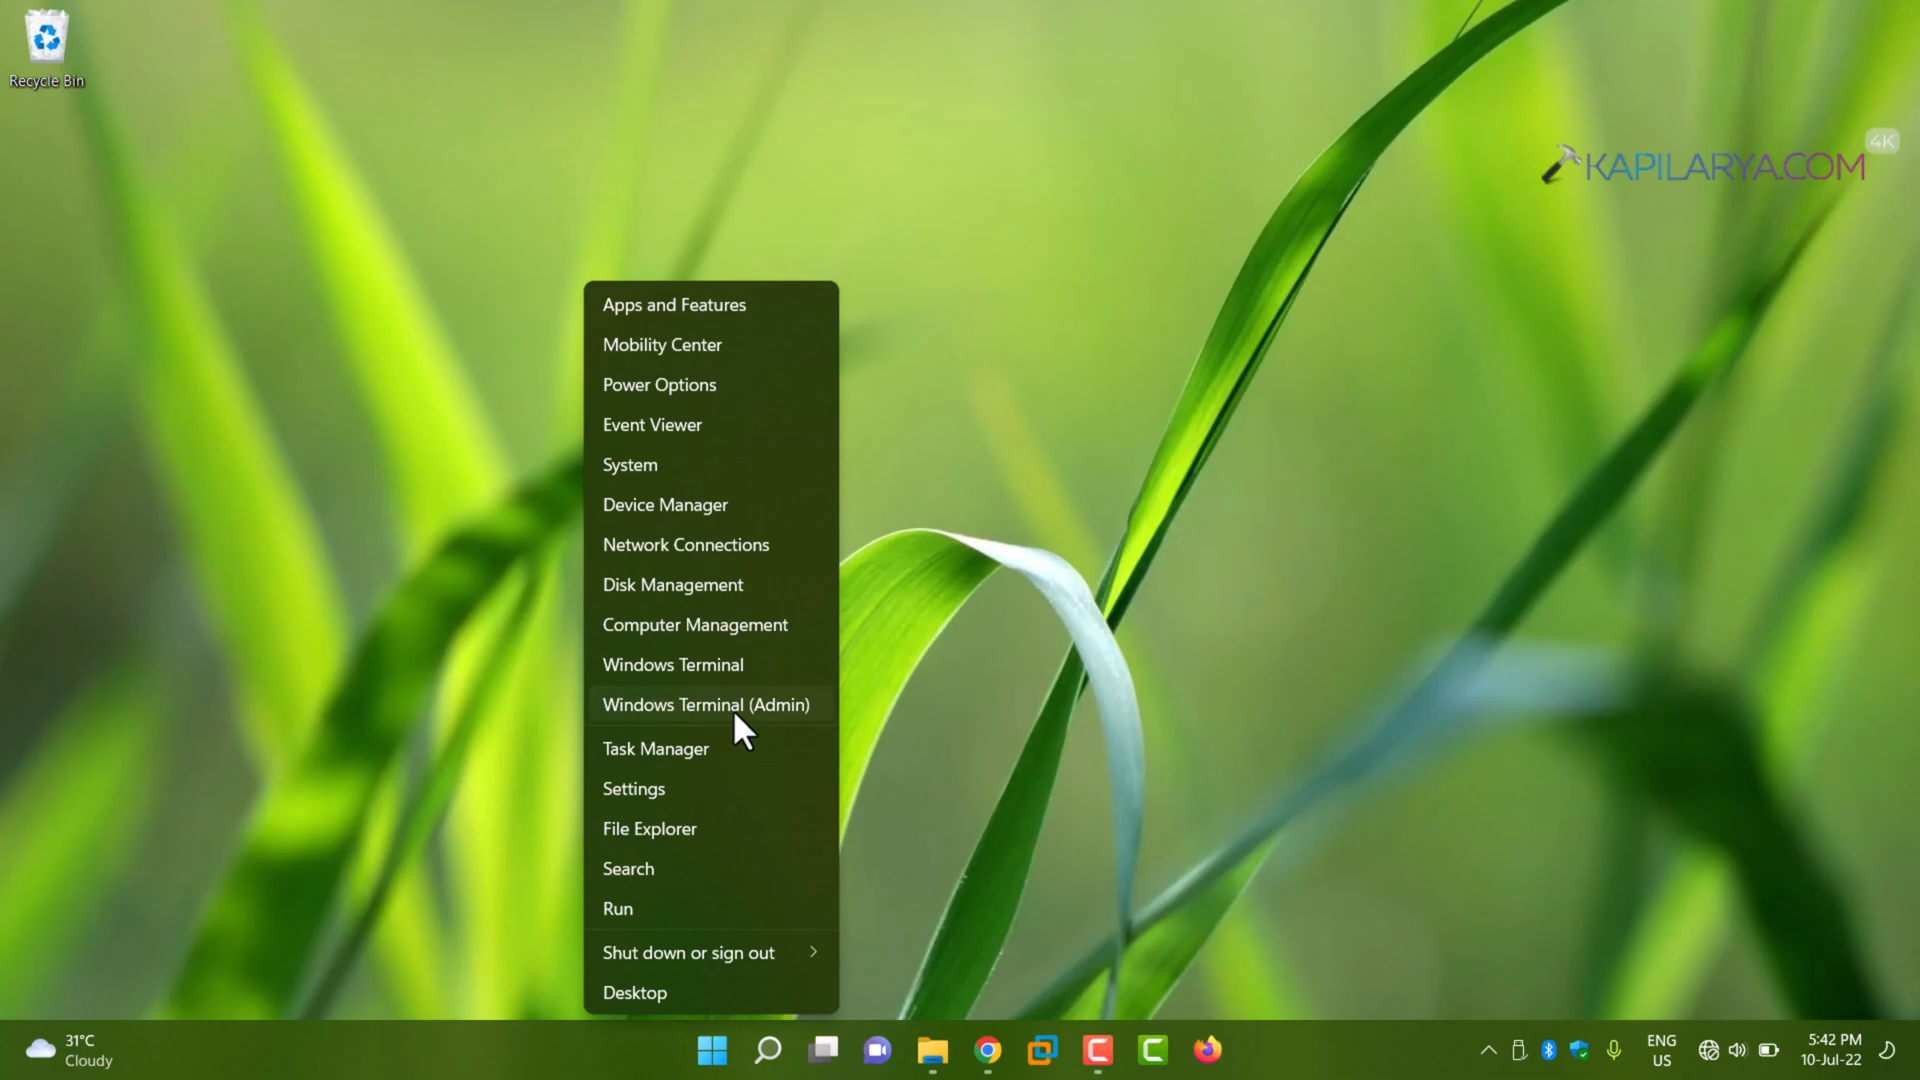 Recycle Bin
4K
KAPILARYA.COM
Apps and Features
Mobility Center
Power Options
Event Viewer
System
Device Manager
Network Connections
Disk Management
Computer Management
Windows Terminal
Windows Terminal (Admin)
Task Manager
Settings
File Explorer
Search
Run
Shut down or sign out
Desktop
31°C
Cloudy
ENG
US
5:42 PM
10-Jul-22